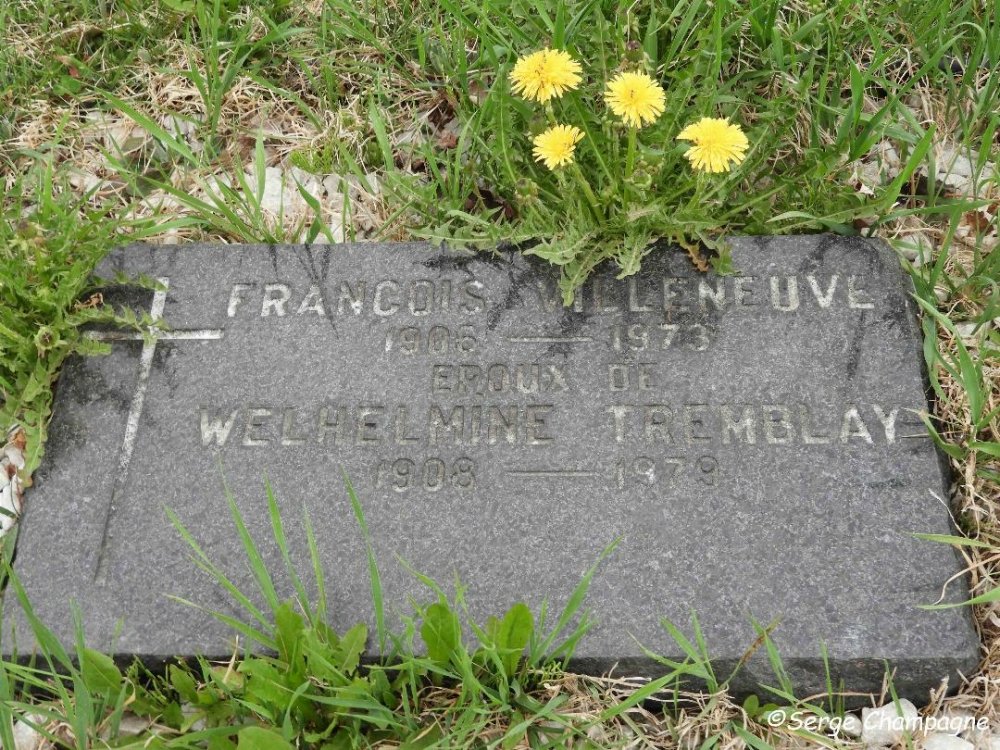 FRANCOIS VILLENEUVE
1906 — 1973
EPOUX DE
WELHELMINE TREMBLAY
1908 — 1979
©Serge Champagne